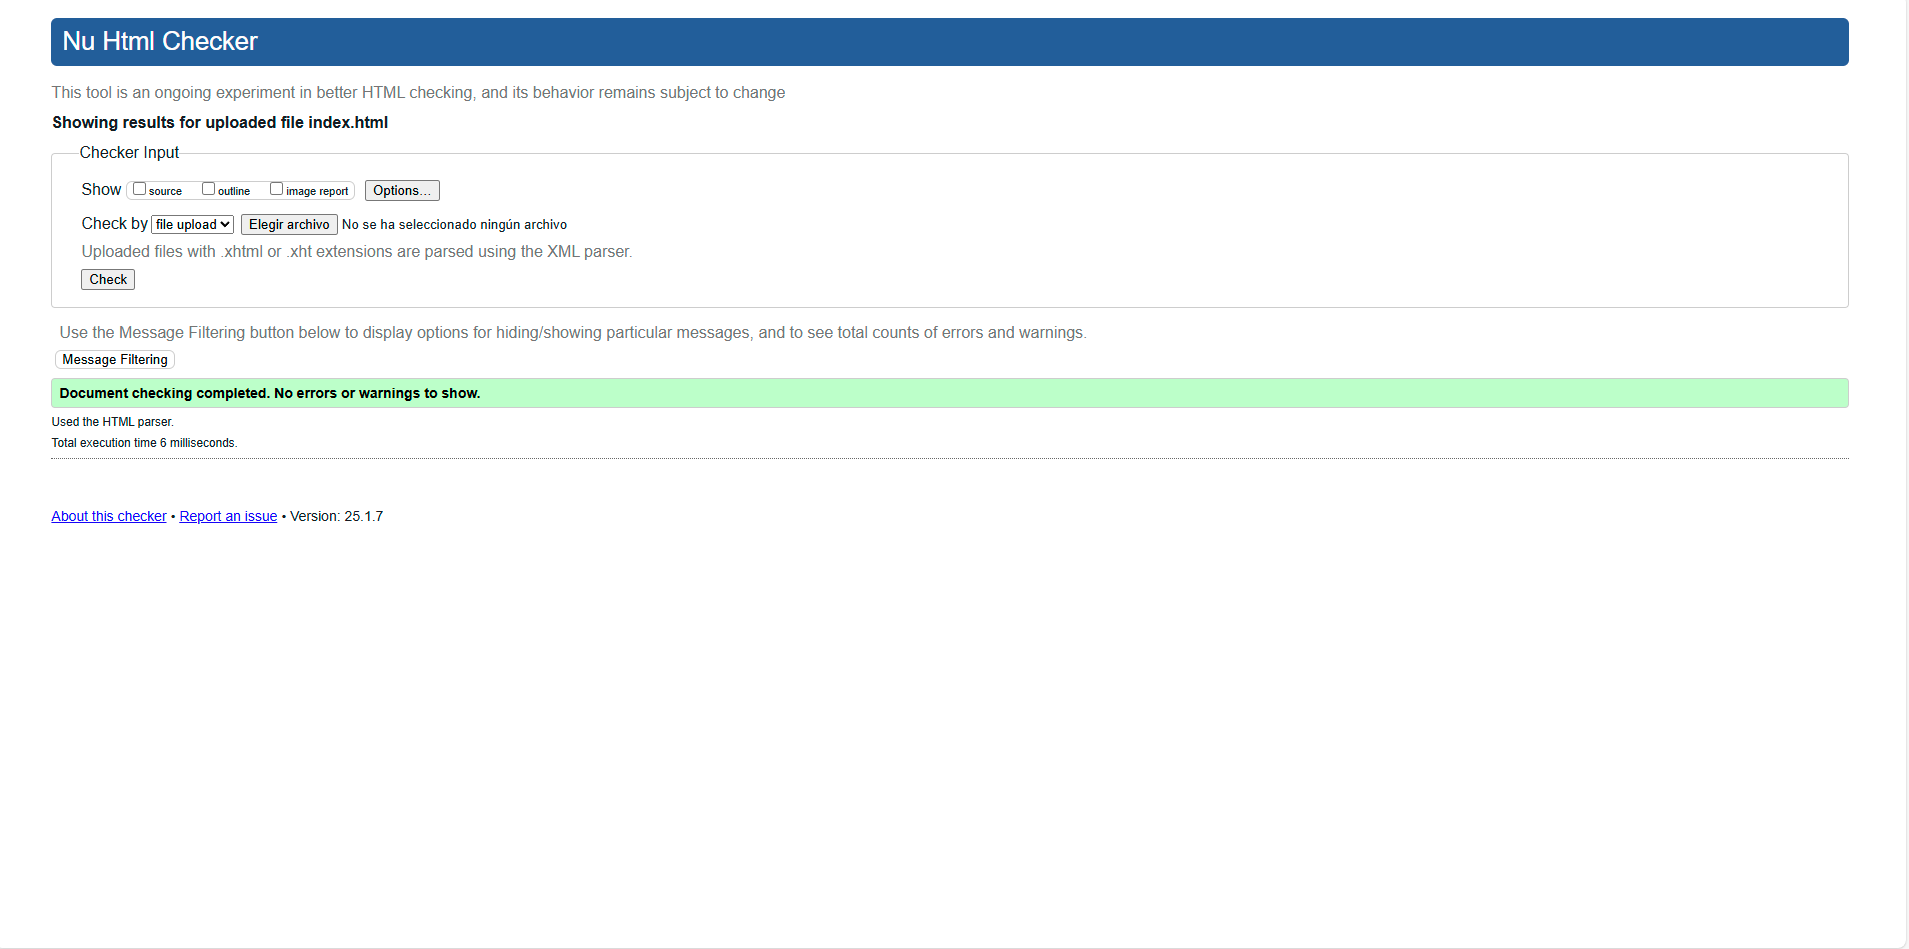 Nu Html Checker
This tool is an ongoing experiment in better HTML checking, and its behavior remains subject to change
Showing results for uploaded file index.html
Checker Input
Show source outline image report Options...
Check by file upload Elegir archivo No se ha seleccionado ningún archivo
Uploaded files with .xhtml or .xht extensions are parsed using the XML parser.
Check
Use the Message Filtering button below to display options for hiding/showing particular messages, and to see total counts of errors and warnings.
Message Filtering
Document checking completed. No errors or warnings to show.
Used the HTML parser.
Total execution time 6 milliseconds.
About this checker • Report an issue • Version: 25.1.7